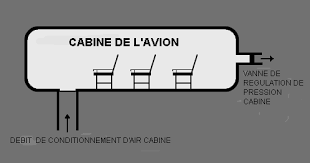 CABINE DE L'AVION
VANNE DE
REGULATION DE
PRESSION
CABINE
DEBIT DE CONDITIONNEMENT D'AIR CABINE